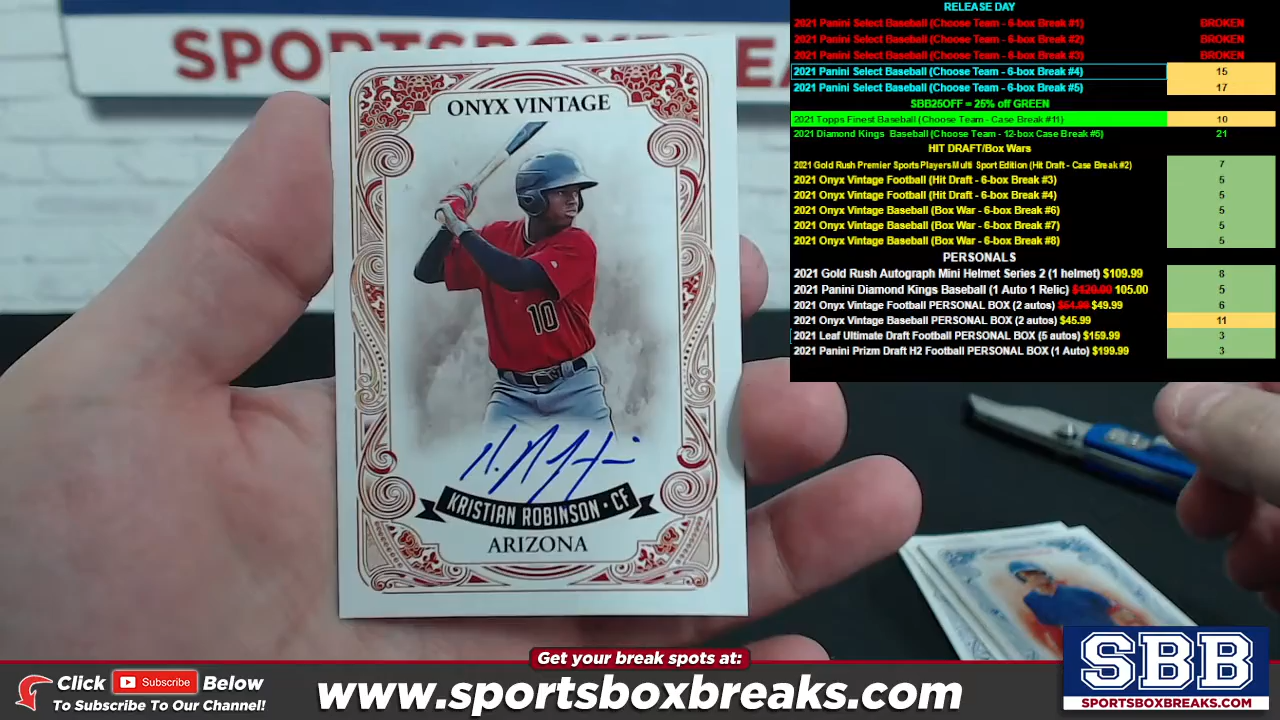 SPORTSBOXBREAKS
ONYX VINTAGE
10
KRISTIAN ROBINSON · CF
ARIZONA
RELEASE DAY
2021 Panini Select Baseball (Choose Team - 6-box Break #1) BROKEN
2021 Panini Select Baseball (Choose Team - 6-box Break #2) BROKEN
2021 Panini Select Baseball (Choose Team - 6-box Break #3) BROKEN
2021 Panini Select Baseball (Choose Team - 6-box Break #4) 15
2021 Panini Select Baseball (Choose Team - 6-box Break #5) 17
SBB25OFF = 25% off GREEN
2021 Topps Finest Baseball (Choose Team - Case Break #11) 10
2021 Diamond Kings Baseball (Choose Team - 12-box Case Break #5) 21
HIT DRAFT/Box Wars
2021 Gold Rush Premier Sports Players Multi Sport Edition (Hit Draft - Case Break #2) 7
2021 Onyx Vintage Football (Hit Draft - 6-box Break #3) 5
2021 Onyx Vintage Football (Hit Draft - 6-box Break #4) 5
2021 Onyx Vintage Baseball (Box War - 6-box Break #6) 5
2021 Onyx Vintage Baseball (Box War - 6-box Break #7) 5
2021 Onyx Vintage Baseball (Box War - 6-box Break #8) 5
PERSONALS
2021 Gold Rush Autograph Mini Helmet Series 2 (1 helmet) $109.99 8
2021 Panini Diamond Kings Baseball (1 Auto 1 Relic) $120.00 105.00 5
2021 Onyx Vintage Football PERSONAL BOX (2 autos) $54.99 $49.99 6
2021 Onyx Vintage Baseball PERSONAL BOX (2 autos) $45.99 11
2021 Leaf Ultimate Draft Football PERSONAL BOX (5 autos) $159.99 3
2021 Panini Prizm Draft H2 Football PERSONAL BOX (1 Auto) $199.99 3
Get your break spots at:
Click Subscribe Below
To Subscribe To Our Channel!
www.sportsboxbreaks.com
SBB
SPORTSBOXBREAKS.COM